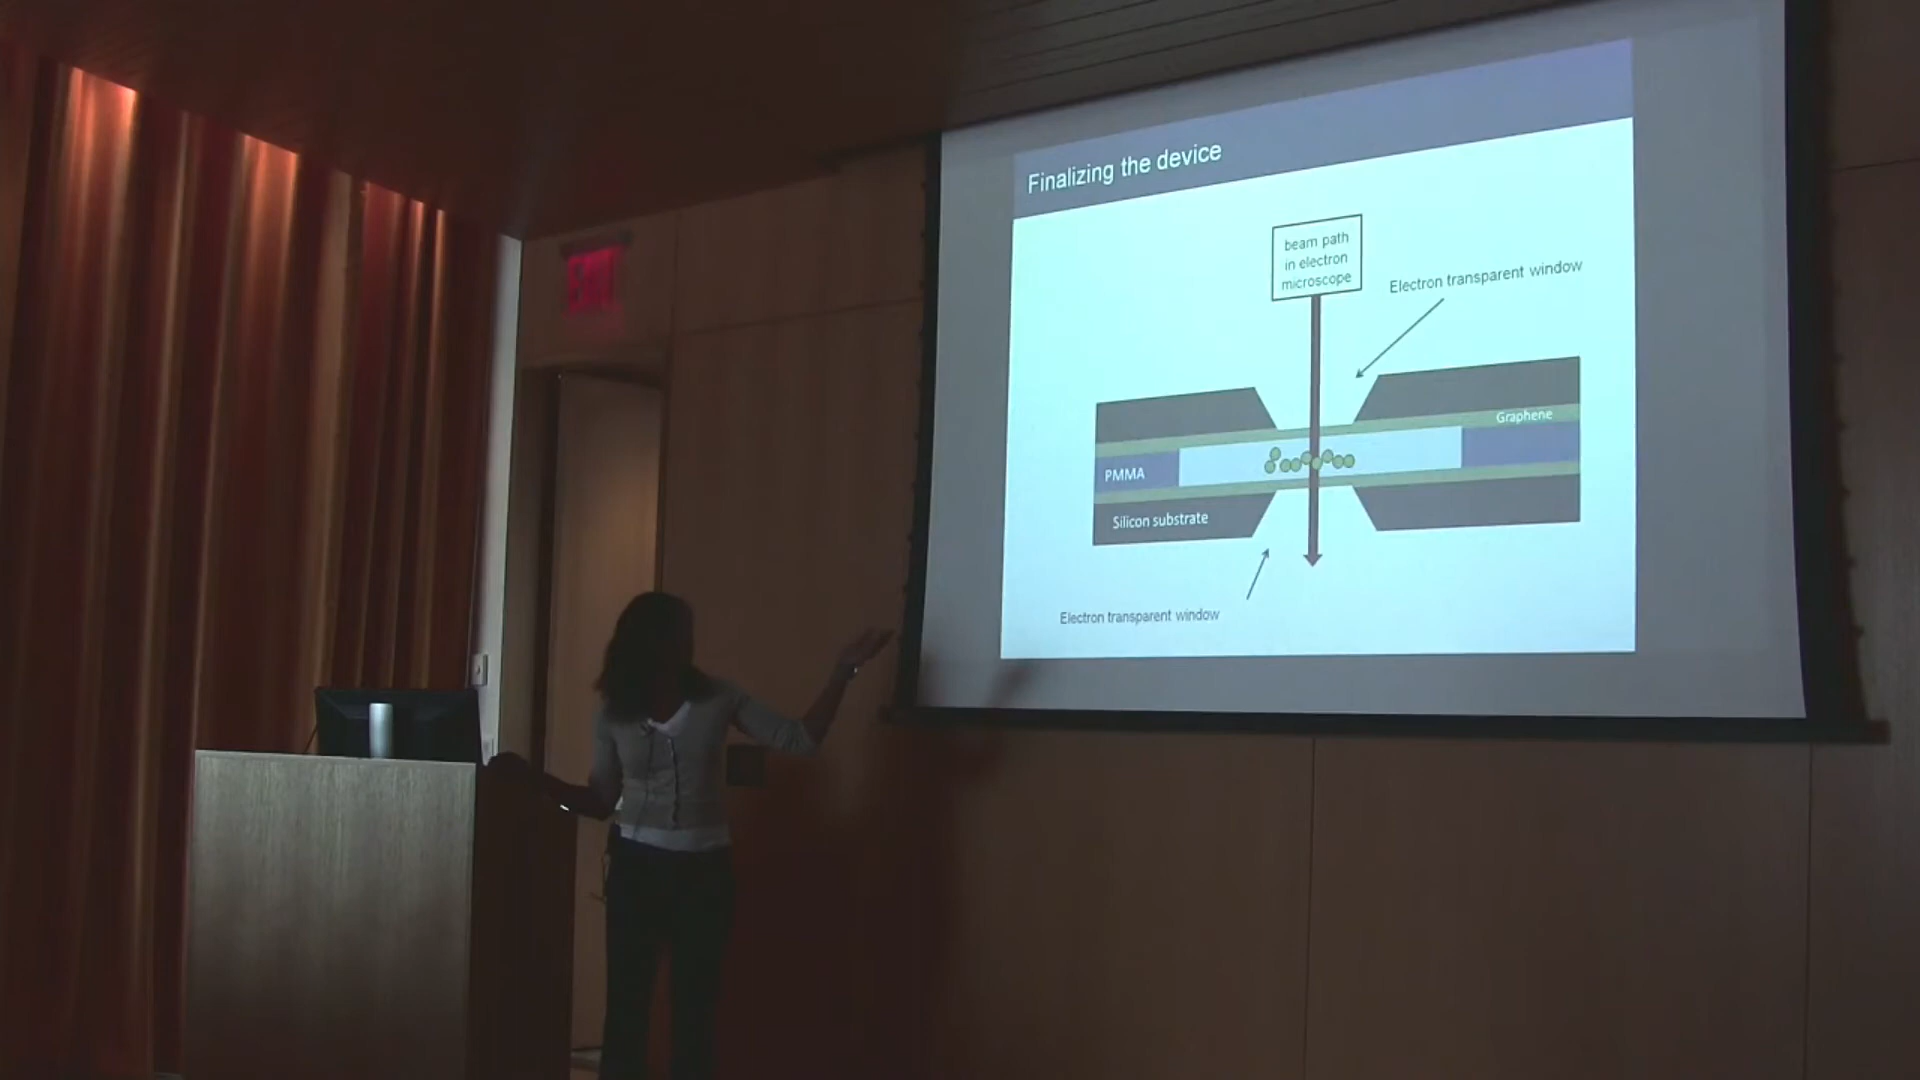 EXIT
Finalizing the device
beam path
in electron
microscope
Electron transparent window
Graphene
PMMA
Silicon substrate
Electron transparent window